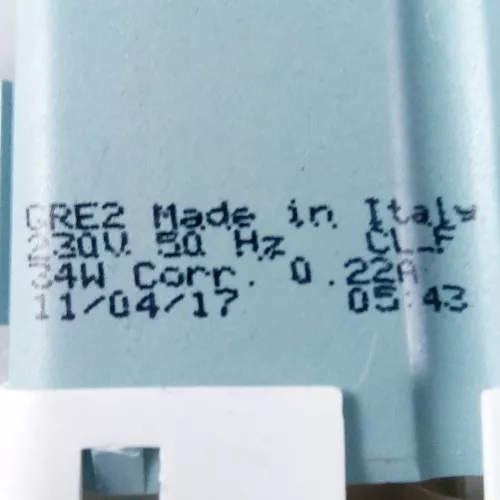 GRE2 Made in Italy
230V 50 Hz CL.F
34W Corr. 0.22A
11/04/17 05:43